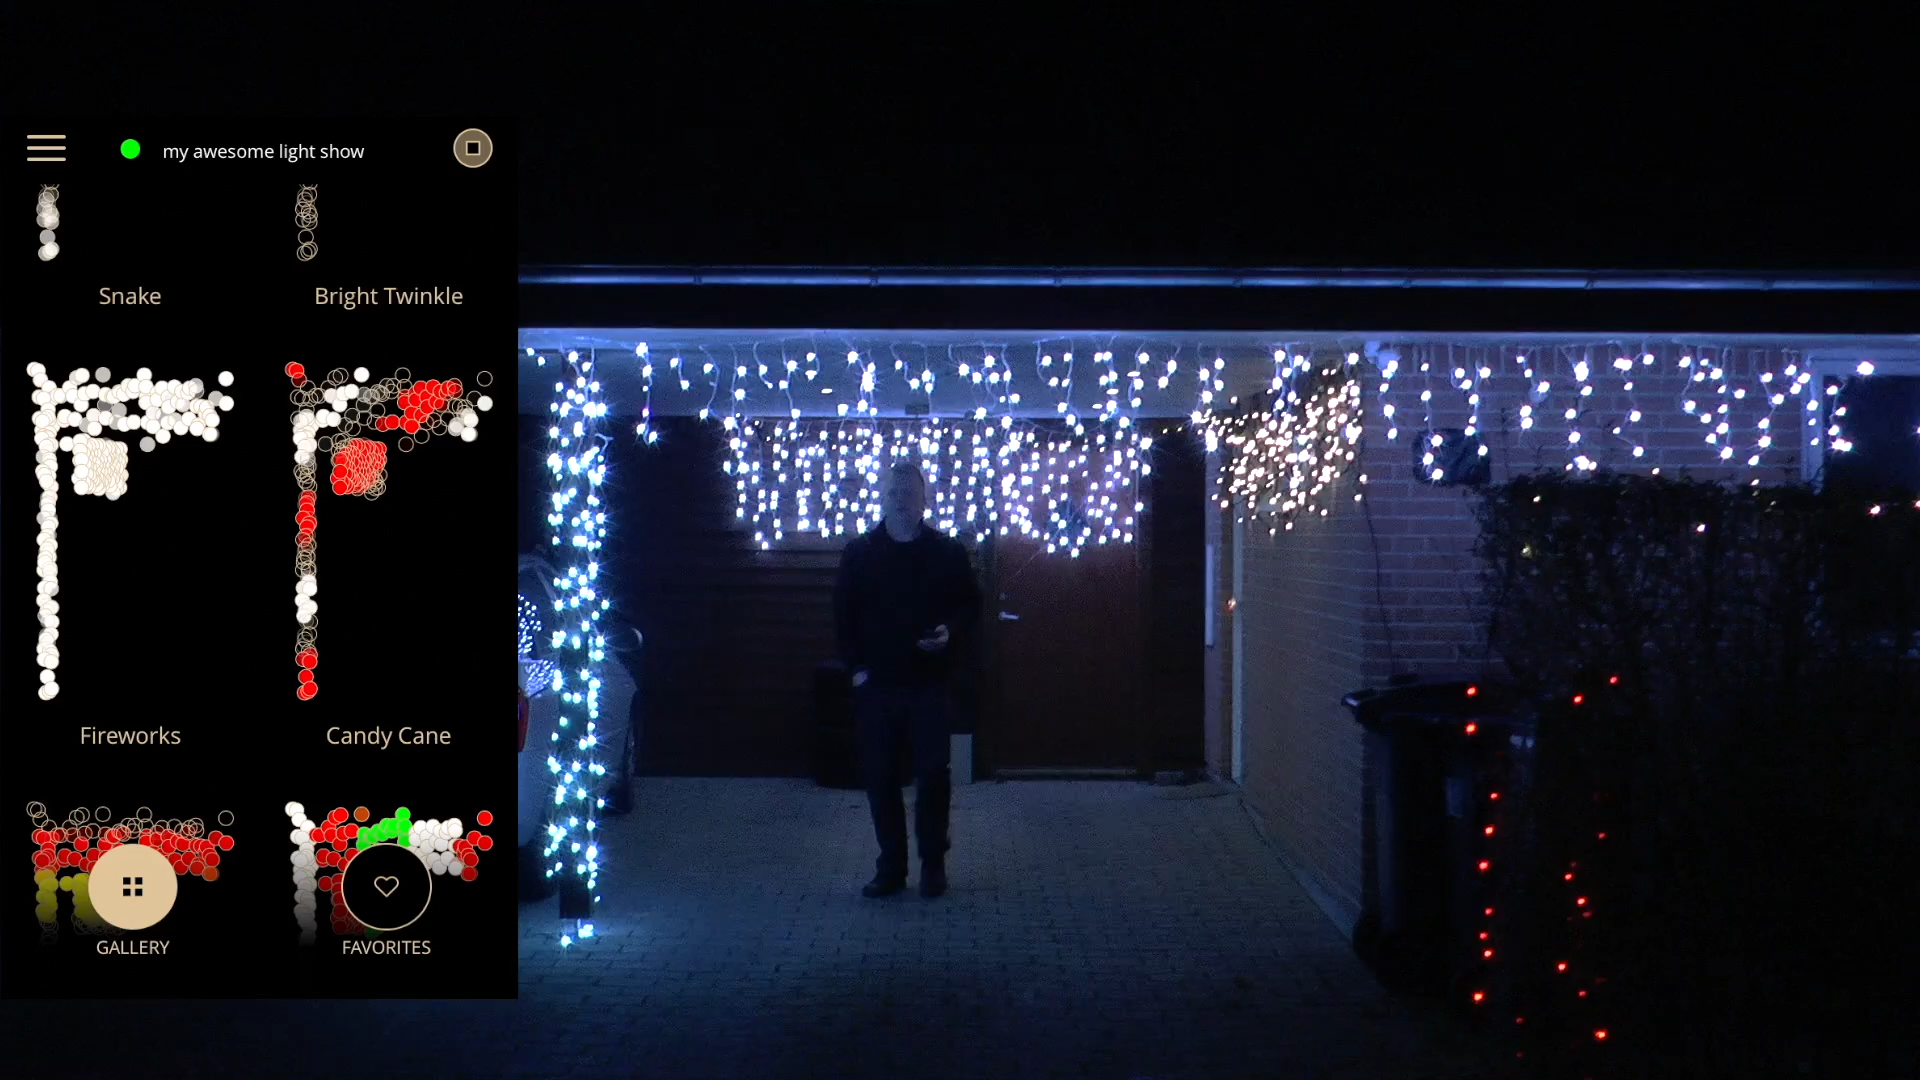 my awesome light show
Snake
Bright Twinkle
Fireworks
Candy Cane
GALLERY
FAVORITES